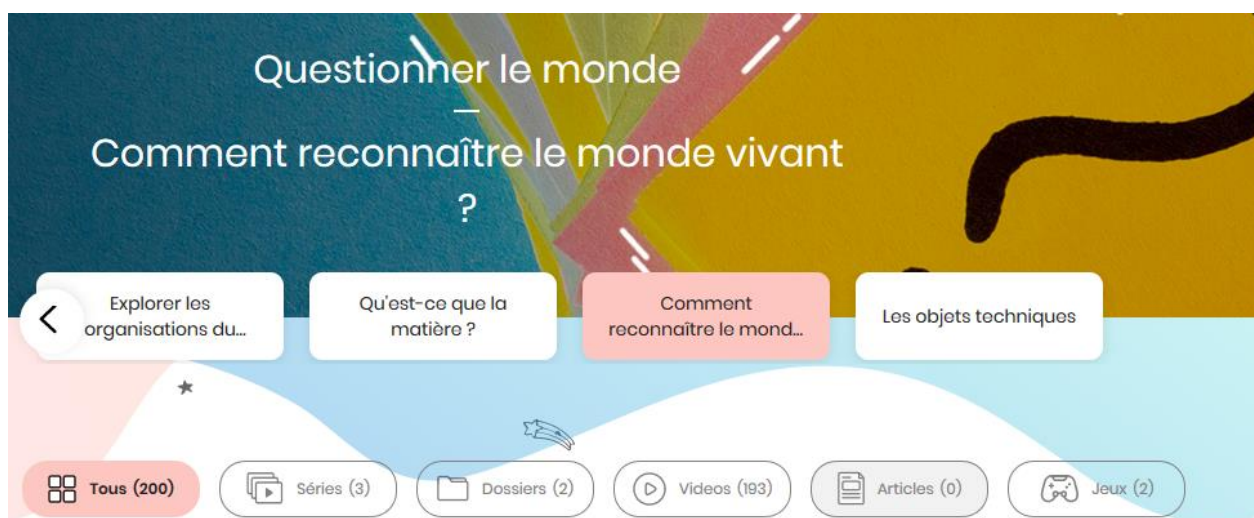 Questionner le monde
—
Comment reconnaître le monde vivant
?
Explorer les
organisations du...
Qu'est-ce que la
matière ?
Comment
reconnaître le mond...
Les objets techniques
Tous (200)
Séries (3)
Dossiers (2)
Videos (193)
Articles (0)
Jeux (2)